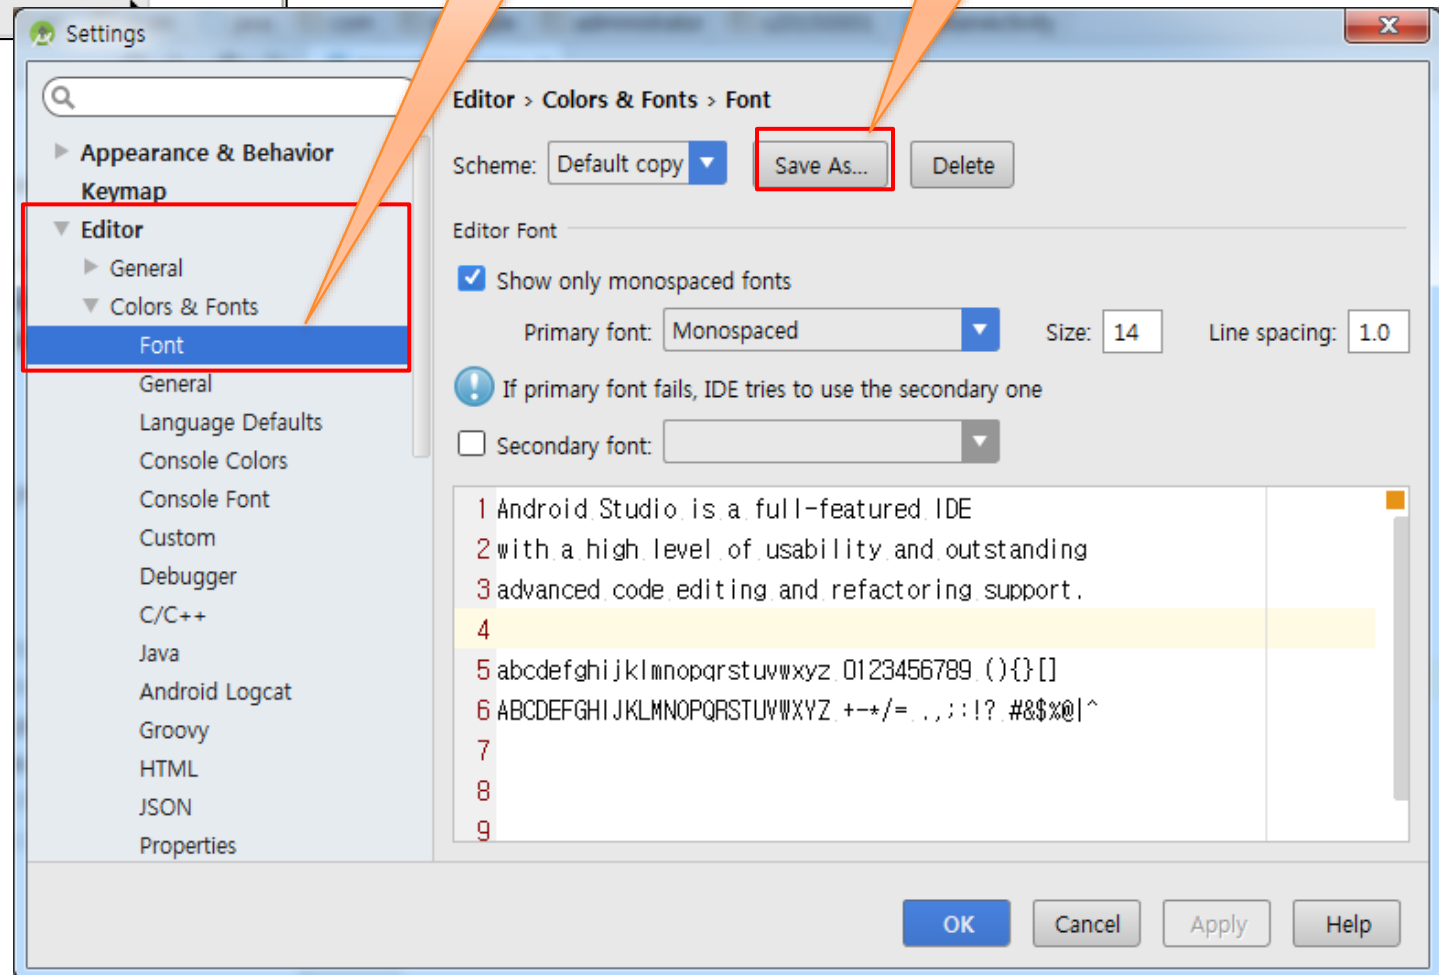 Settings
Editor > Colors & Fonts > Font
Appearance & Behavior
Keymap
Editor
General
Colors & Fonts
Font
General
Language Defaults
Console Colors
Console Font
Custom
Debugger
C/C++
Java
Android Logcat
Groovy
HTML
JSON
Properties
Scheme: Default copy Save As... Delete
Editor Font
Show only monospaced fonts
Primary font: Monospaced Size: 14 Line spacing: 1.0
If primary font fails, IDE tries to use the secondary one
Secondary font:
1 Android Studio is a full-featured IDE
2 with a high level of usability and outstanding
3 advanced code editing and refactoring support.
4
5 abcdefghijklmnopqrstuvwxyz 0123456789 (){}[]
6 ABCDEFGHIJKLMNOPQRSTUVWXYZ +-*/= .,;:!? #&$%@|^
7
8
9
OK Cancel Apply Help